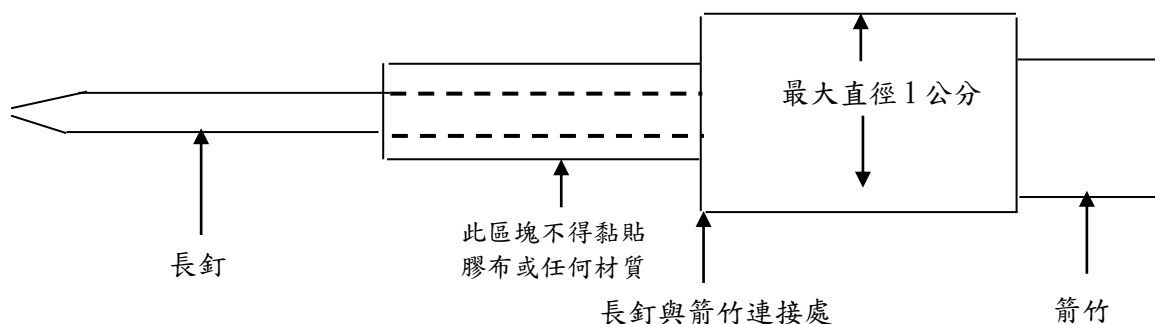 最大直徑 1 公分
長釘
此區塊不得黏貼
膠布或任何材質
長釘與箭竹連接處
箭竹